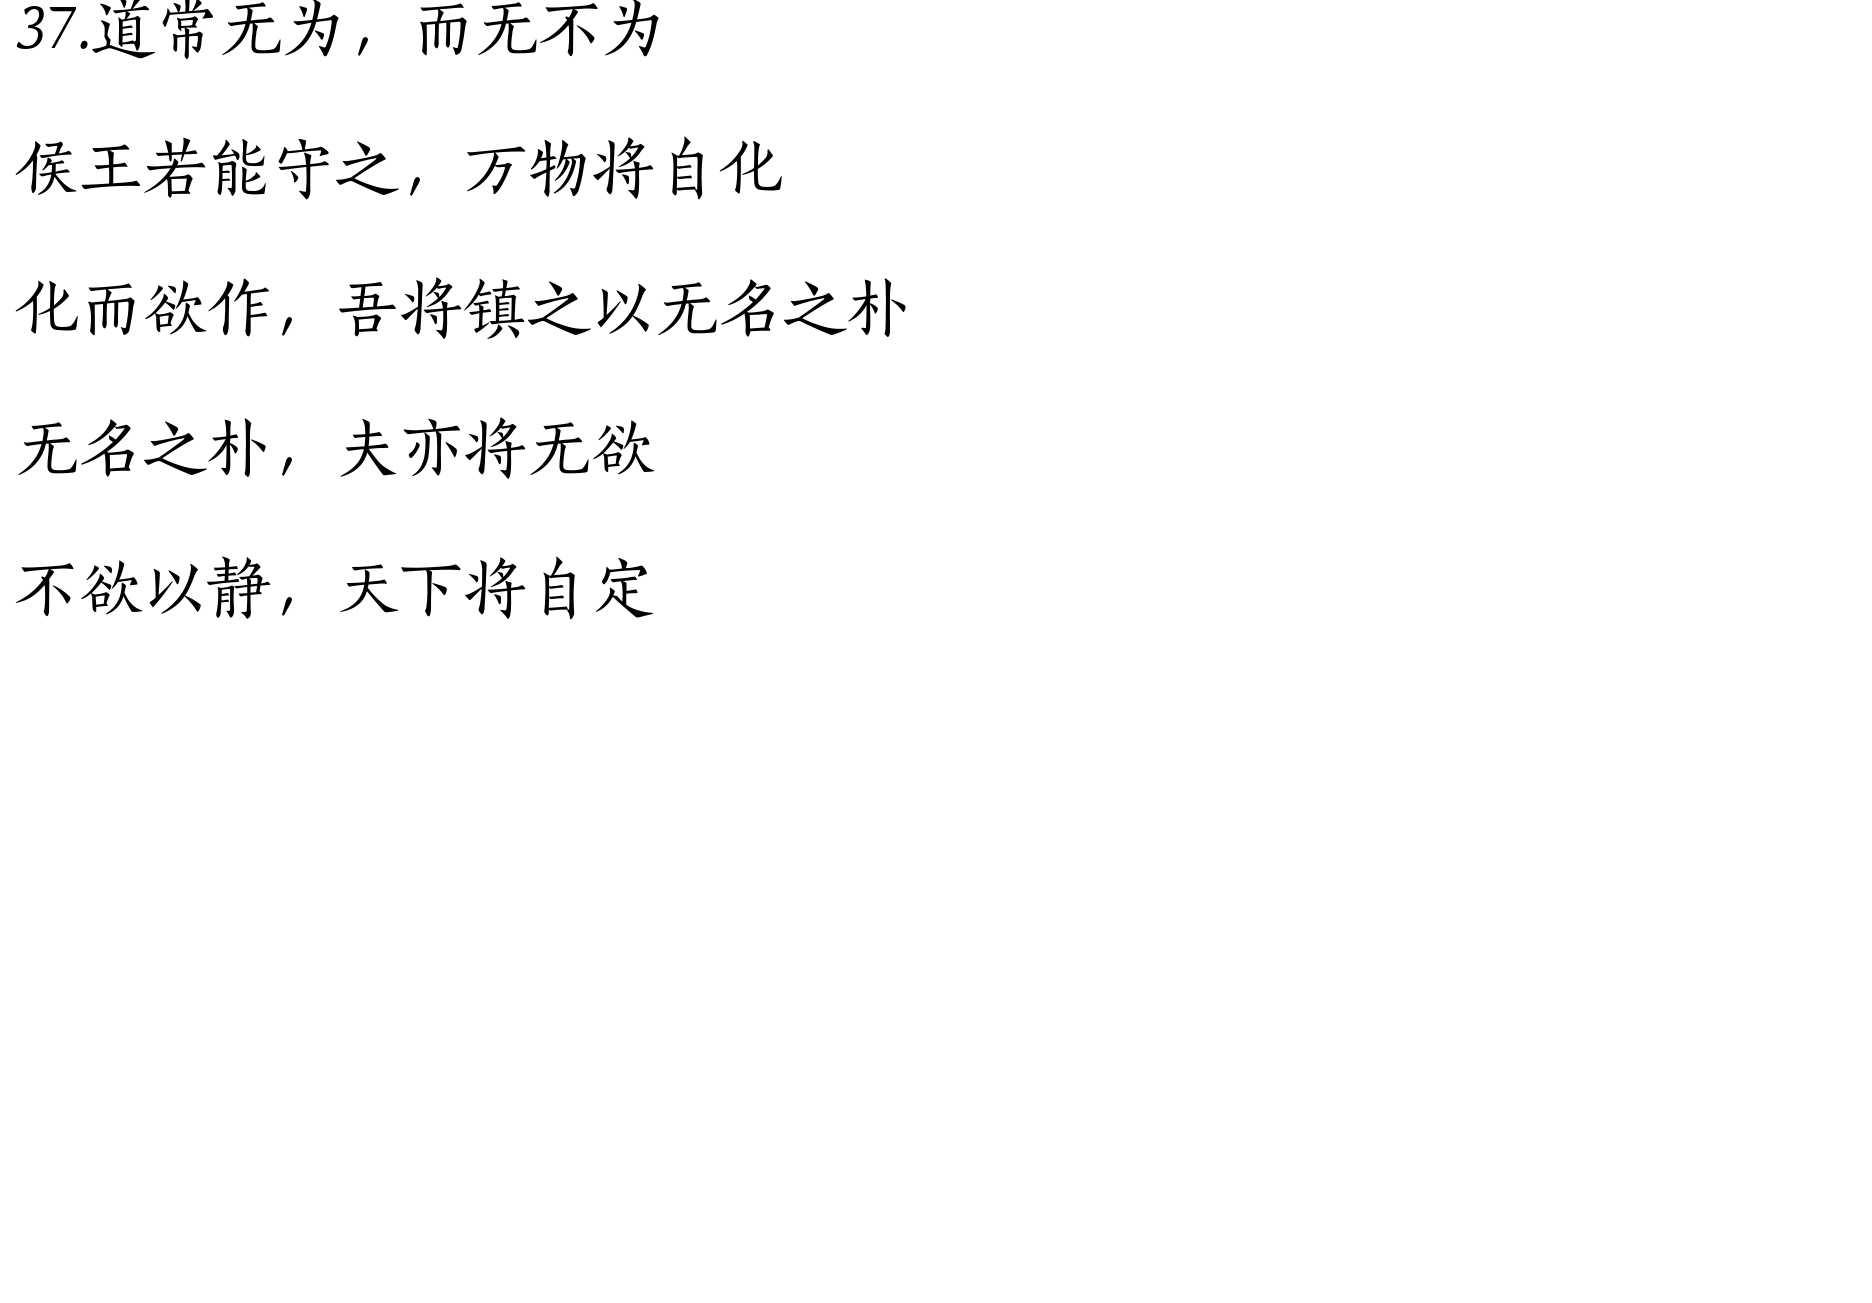 37.道常无为，而无不为
侯王若能守之，万物将自化
化而欲作，吾将镇之以无名之朴
无名之朴，夫亦将无欲
不欲以静，天下将自定